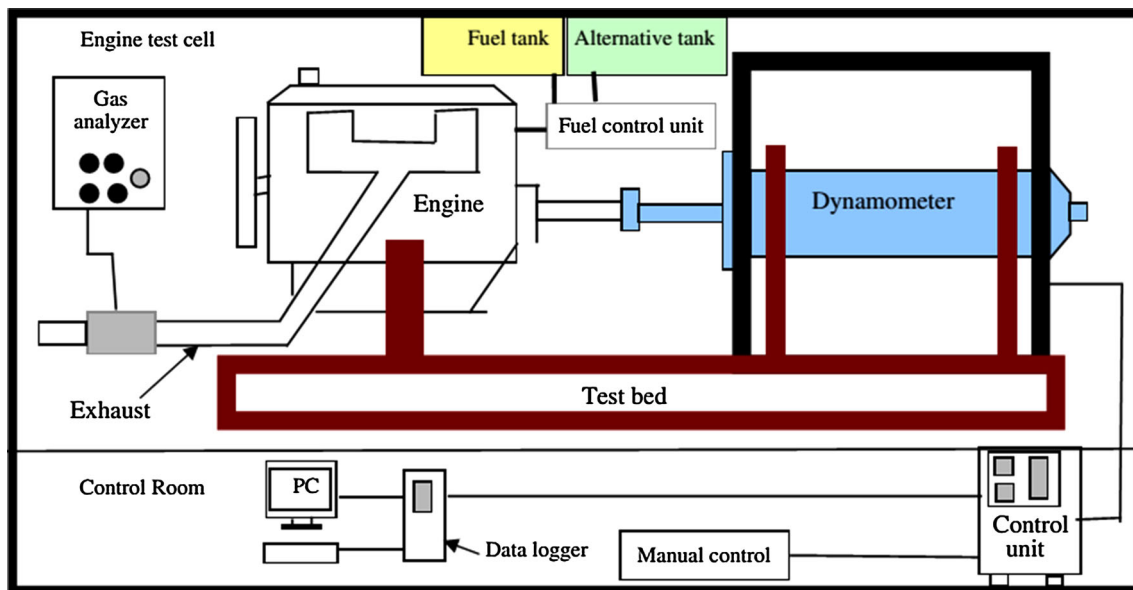 Engine test cell
Fuel tank
Alternative tank
Gas
analyzer
Fuel control unit
Engine
Dynamometer
Exhaust
Test bed
Control Room
PC
Data logger
Manual control
Control
unit